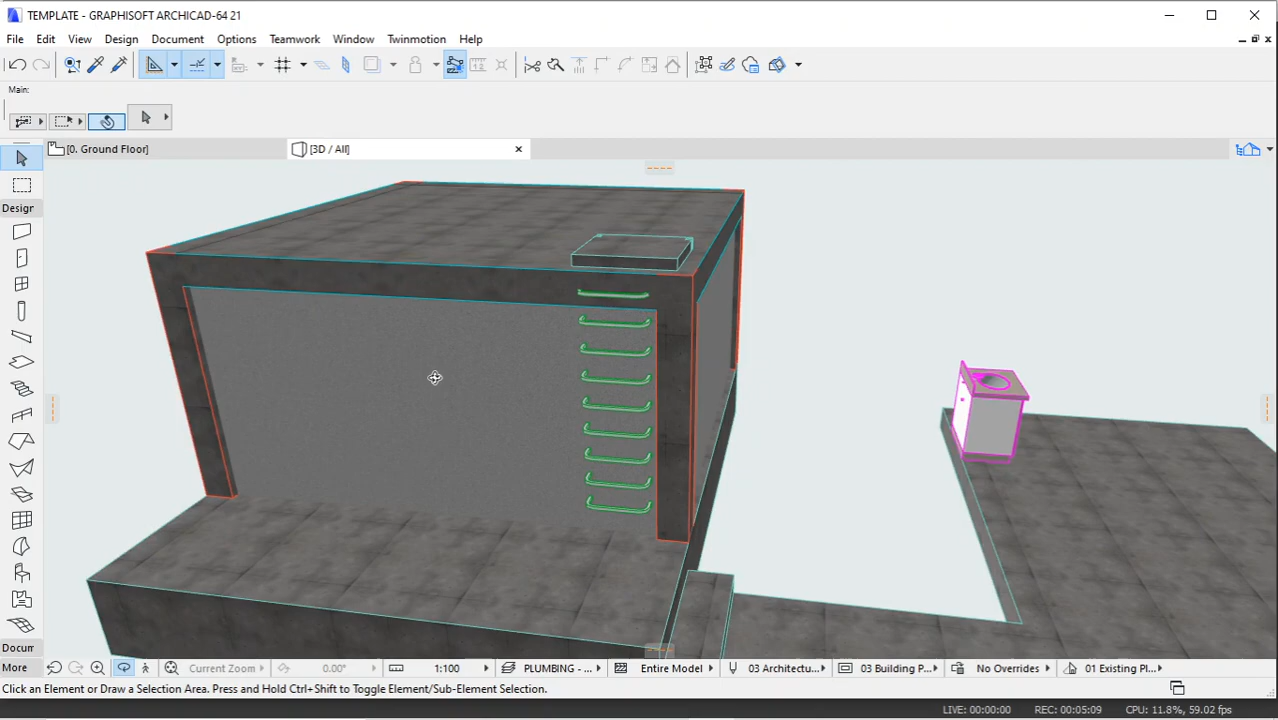 TEMPLATE - GRAPHISOFT ARCHICAD-64 21
File Edit View Design Document Options Teamwork Window Twinmotion Help
Main:
[0. Ground Floor] [3D / All]
Design
Docum
More Current Zoom 0.00° 1:100 PLUMBING - ... Entire Model 03 Architectu... 03 Building P... No Overrides 01 Existing Pl...
Click an Element or Draw a Selection Area. Press and Hold Ctrl+Shift to Toggle Element/Sub-Element Selection.
LIVE: 00:00:00 REC: 00:05:09 CPU: 11.8%, 59.02 fps